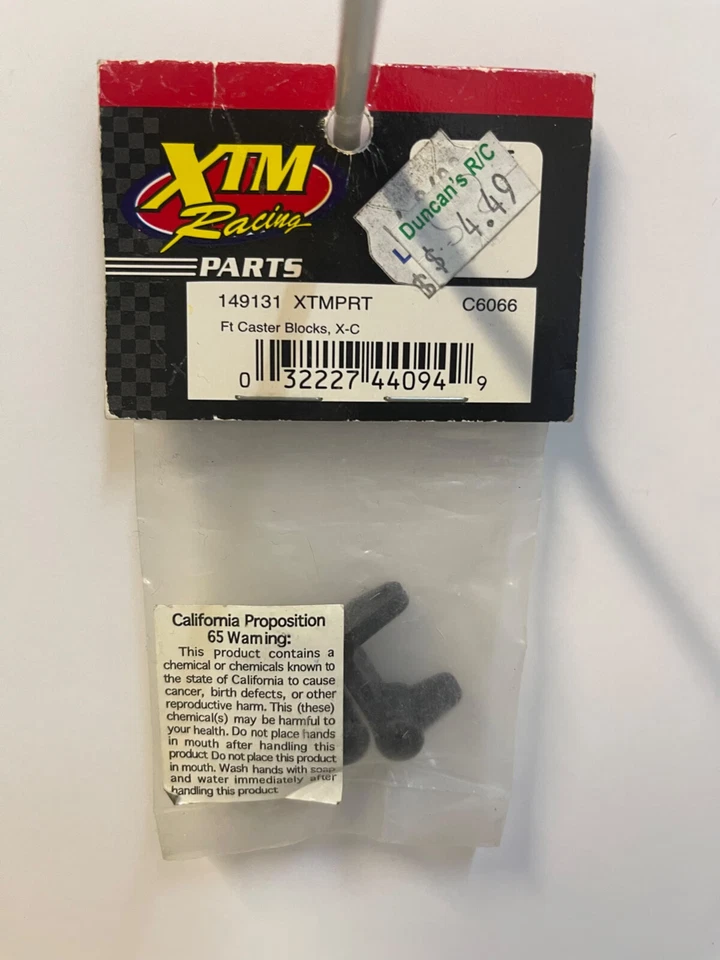 XTM
Racing
PARTS
Duncan's R/C
$ 4.49
149131 XTMPRT C6066
Ft Caster Blocks, X-C
0 32227 44094 9
California Proposition
65 Warning:
This product contains a
chemical or chemicals known to
the state of California to cause
cancer, birth defects, or other
reproductive harm. This (these)
chemical(s) may be harmful to
your health. Do not place hands
in mouth after handling this
product Do not place this product
in mouth. Wash hands with soap
and water immediately after
handling this product